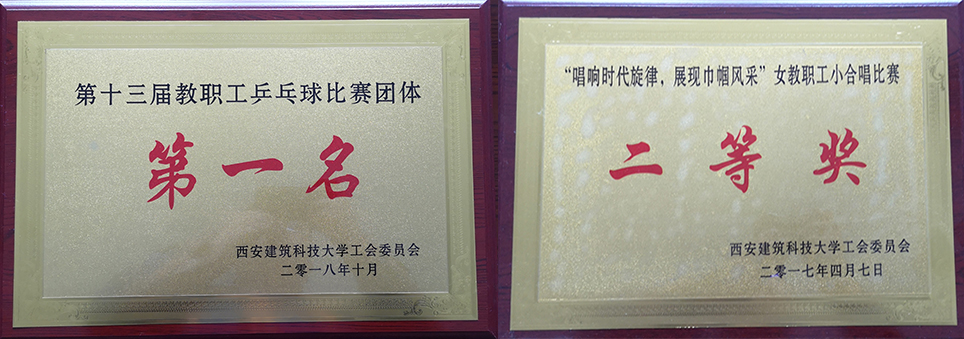 第十三届教职工乒乓球比赛团体
第一名
西安建筑科技大学工会委员会
二零一八年十月
“唱响时代旋律，展现巾帼风采”女教职工小合唱比赛
二等奖
西安建筑科技大学工会委员会
二零一七年四月七日